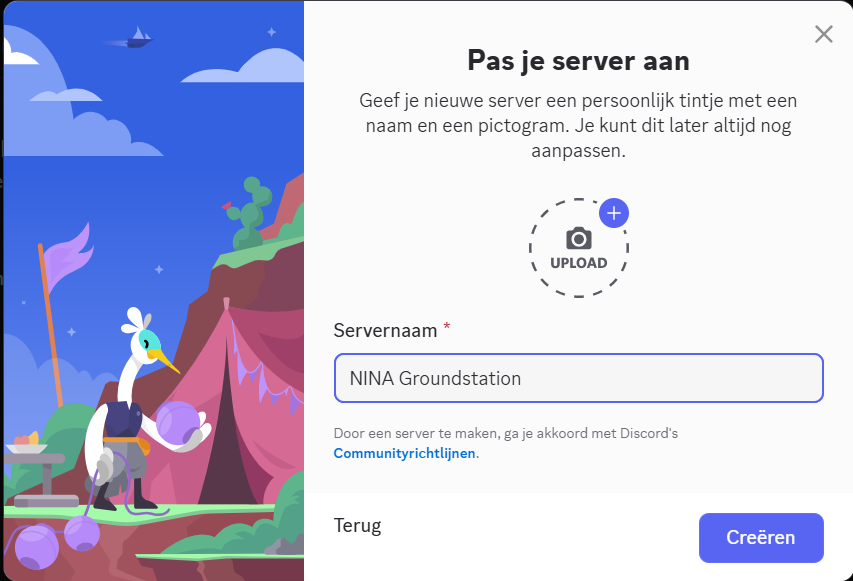 Pas je server aan
Geef je nieuwe server een persoonlijk tintje met een
naam en een pictogram. Je kunt dit later altijd nog
aanpassen.
UPLOAD
Servernaam *
NINA Groundstation
Door een server te maken, ga je akkoord met Discord's
Communityrichtlijnen.
Terug
Creëren